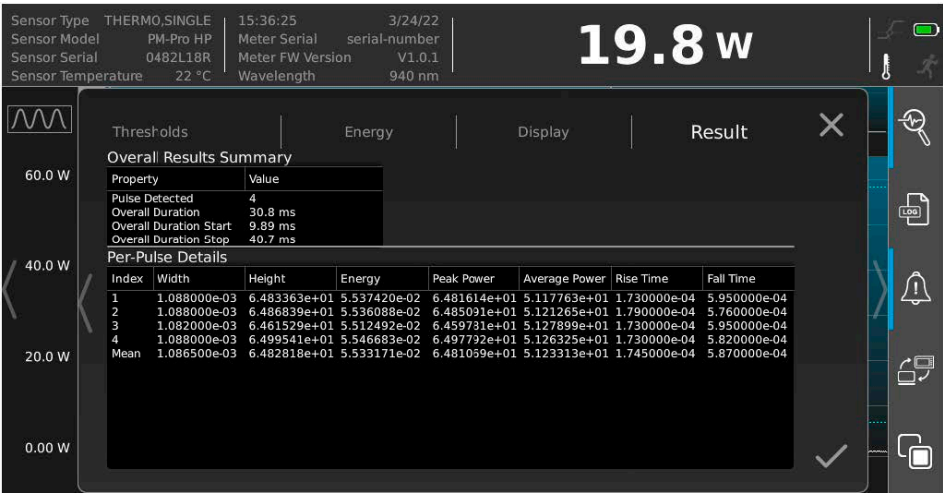 Sensor Type THERMO,SINGLE 15:36:25 3/24/22
Sensor Model PM-Pro HP Meter Serial serial-number
Sensor Serial 0482L18R Meter FW Version V1.0.1
Sensor Temperature 22 °C Wavelength 940 nm
19.8 W
Thresholds Energy Display Result
Overall Results Summary
Property Value
Pulse Detected 4
Overall Duration 30.8 ms
Overall Duration Start 9.89 ms
Overall Duration Stop 40.7 ms
Per-Pulse Details
Index Width Height Energy Peak Power Average Power Rise Time Fall Time
1 1.088000e-03 6.483363e+01 5.537420e-02 6.481614e+01 5.117763e+01 1.730000e-04 5.950000e-04
2 1.088000e-03 6.486839e+01 5.536088e-02 6.485091e+01 5.121265e+01 1.790000e-04 5.760000e-04
3 1.082000e-03 6.461529e+01 5.512492e-02 6.459731e+01 5.127899e+01 1.730000e-04 5.950000e-04
4 1.088000e-03 6.499541e+01 5.546683e-02 6.497792e+01 5.126325e+01 1.730000e-04 5.820000e-04
Mean 1.086500e-03 6.482818e+01 5.533171e-02 6.481069e+01 5.123313e+01 1.745000e-04 5.870000e-04
60.0 W
40.0 W
20.0 W
0.00 W
LOG